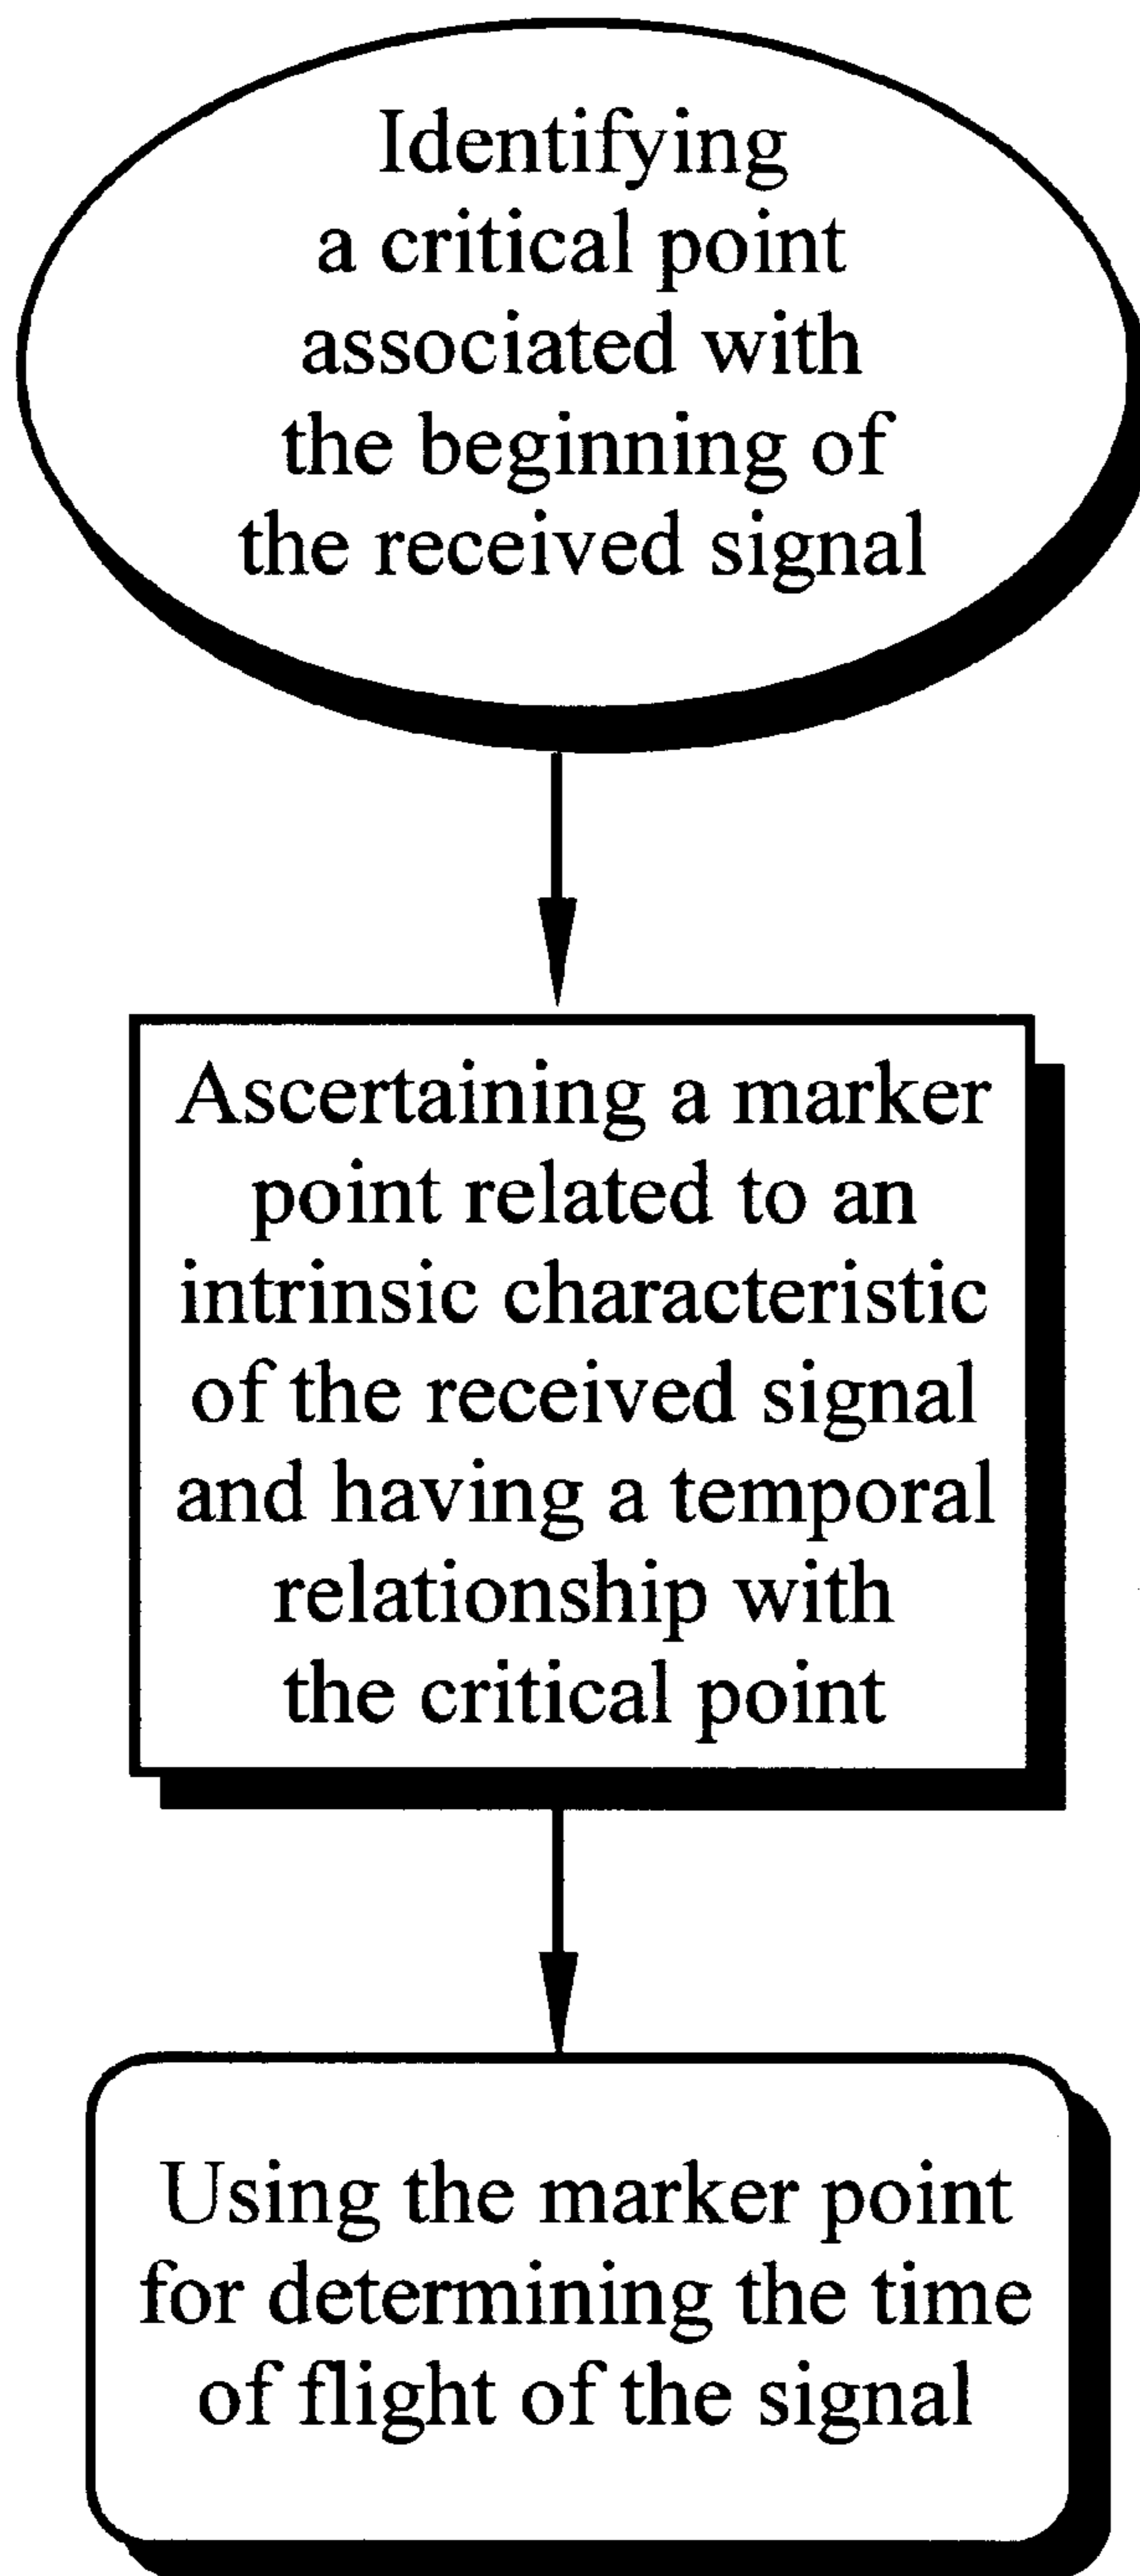 Identifying
a critical point
associated with
the beginning of
the received signal
Ascertaining a marker
point related to an
intrinsic characteristic
of the received signal
and having a temporal
relationship with
the critical point
Using the marker point
for determining the time
of flight of the signal